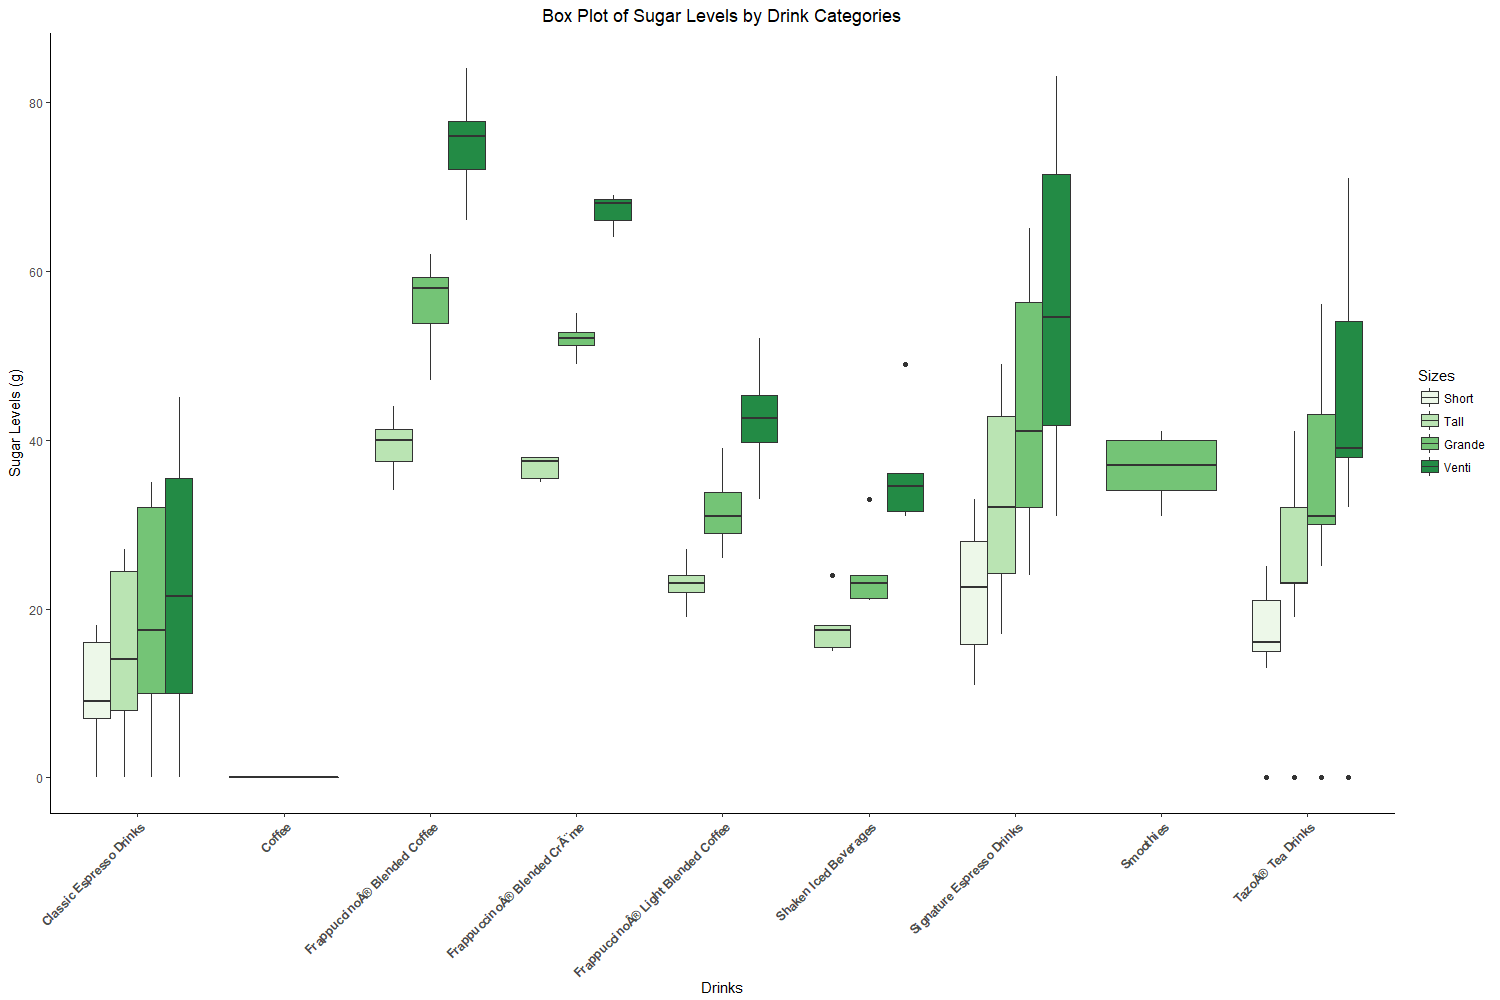 Box Plot of Sugar Levels by Drink Categories
Sugar Levels (g)
80
60
40
20
0
Sizes
Short
Tall
Grande
Venti
Classic Espresso Drinks
Coffee
FrappuccinoÂ® Blended Coffee
FrappuccinoÂ® Blended CrÃ¨me
FrappuccinoÂ® Light Blended Coffee
Shaken Iced Beverages
Signature Espresso Drinks
Smoothies
TazoÂ® Tea Drinks
Drinks